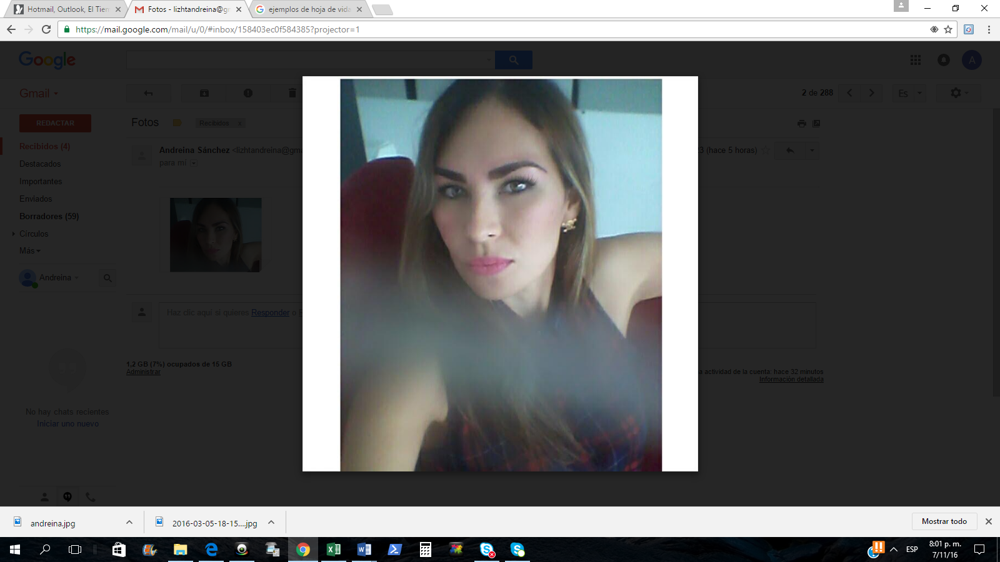 Hotmail, Outlook, El Tien
Fotos - lizhtandreina@gm
ejemplos de hoja de vida
https://mail.google.com/mail/u/0/#inbox/158403ec0f584385?projector=1
Google
A
Gmail
2 de 288
Es
REDACTAR
Fotos
Recibidos x
Recibidos (4)
Andreina Sánchez <lizhtandreina@gma
3 (hace 5 horas)
para mí
Destacados
Importantes
Enviados
Borradores (59)
Círculos
Más
Andreina
Haz clic aquí si quieres Responder o
1,2 GB (7%) ocupados de 15 GB
Administrar
a actividad de la cuenta: hace 32 minutos
Información detallada
No hay chats recientes
Iniciar uno nuevo
andreina.jpg
2016-03-05-18-15....jpg
Mostrar todo
ESP
8:01 p. m.
7/11/16